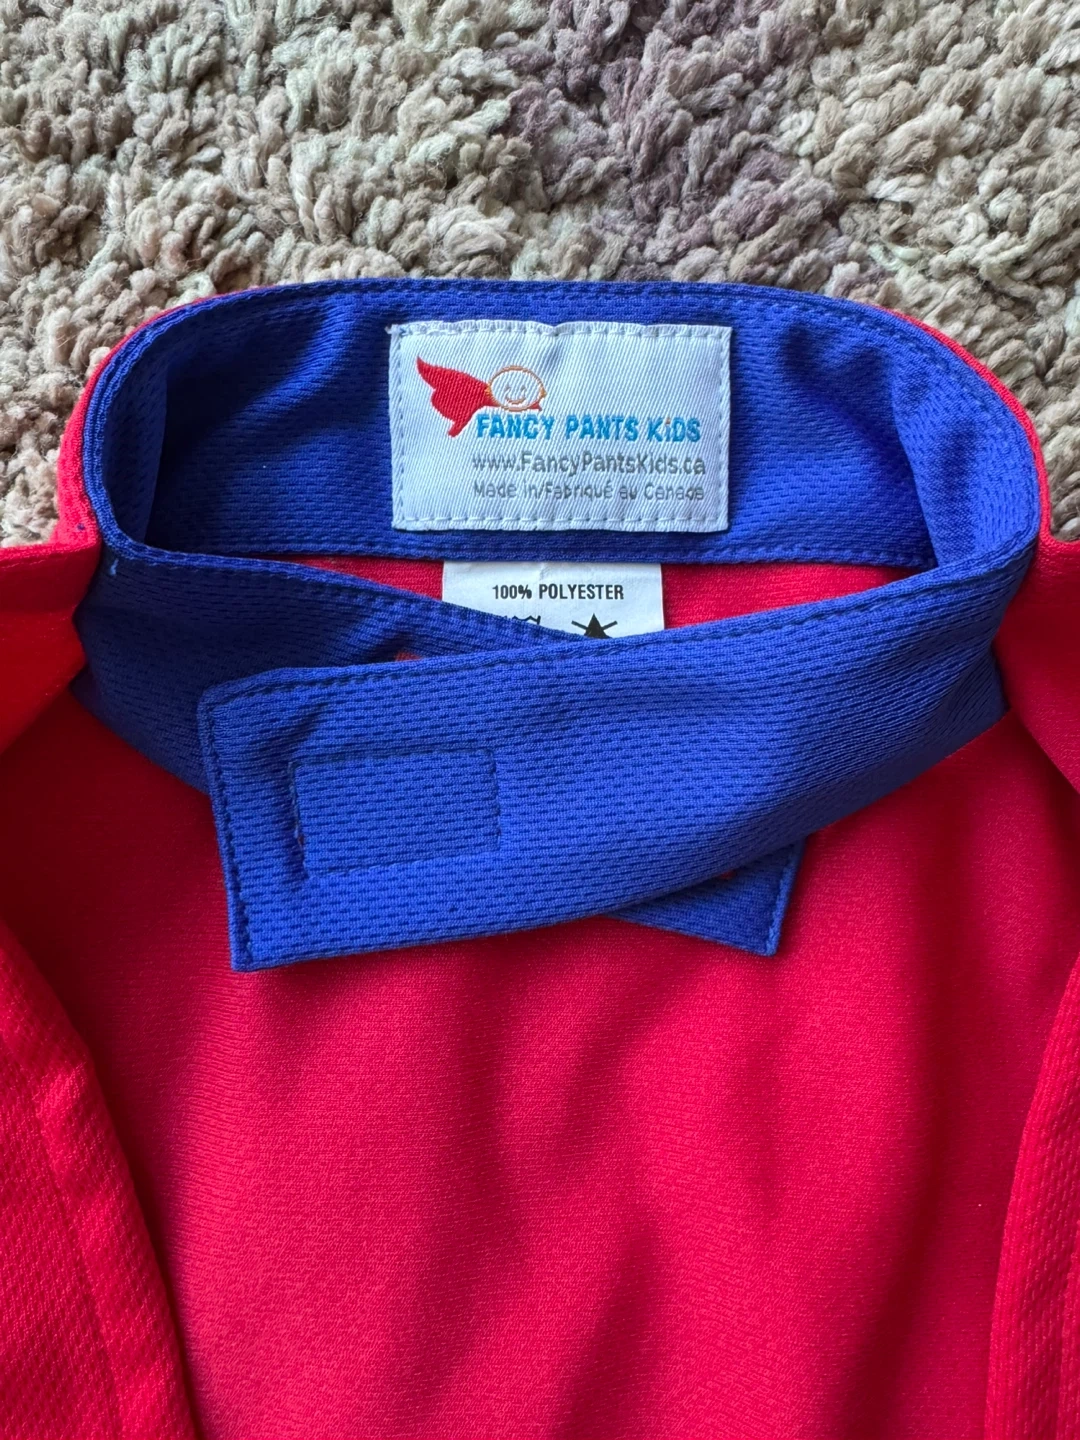 FANCY PANTS KiDS
www.FancyPantsKids.ca
Made in/Fabriqué au Canada
100% POLYESTER